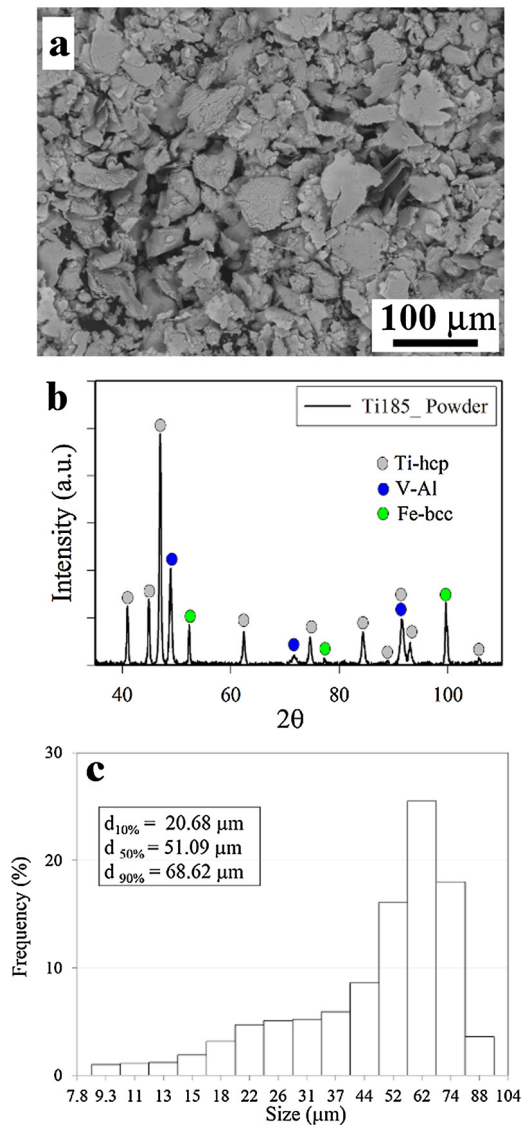 a
100 μm
b
Ti185_ Powder
Ti-hcp
V-Al
Fe-bcc
Intensity (a.u.)
40 60 80 100
2θ
c
d10% = 20.68 μm
d 50% = 51.09 μm
d 90% = 68.62 μm
Frequency (%)
30
20
10
0
7.8 9.3 11 13 15 18 22 26 31 37 44 52 62 74 88 104
Size (μm)